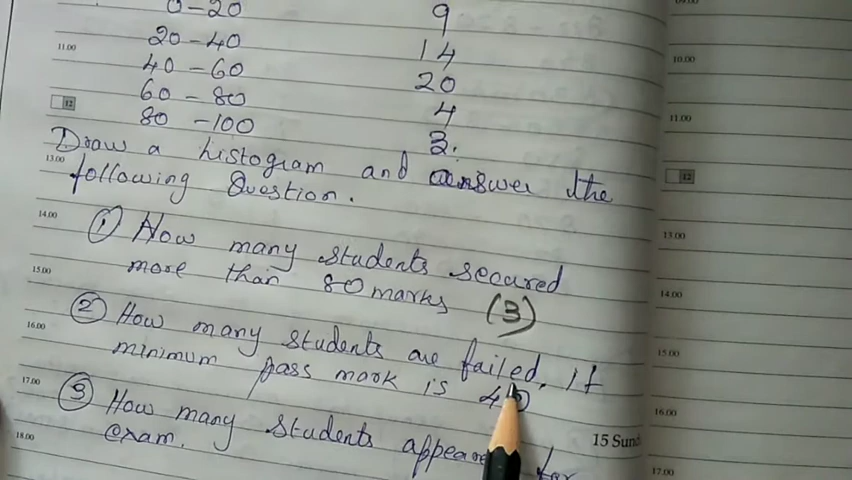 0-20 9
20-40 14
11.00
40-60 20
60-80 4
12
80-100 3.
Draw a histogram and answer the
13.00
following Question.
14.00
① How many students secured
15.00
more than 80 marks (3)
② How many students are failed, If
16.00
minimum pass mark is 40
17.00
③ How many students appeared for
18.00
exam.
15 Sund
10.00
11.00
12
13.00
14.00
15.00
16.00
17.00